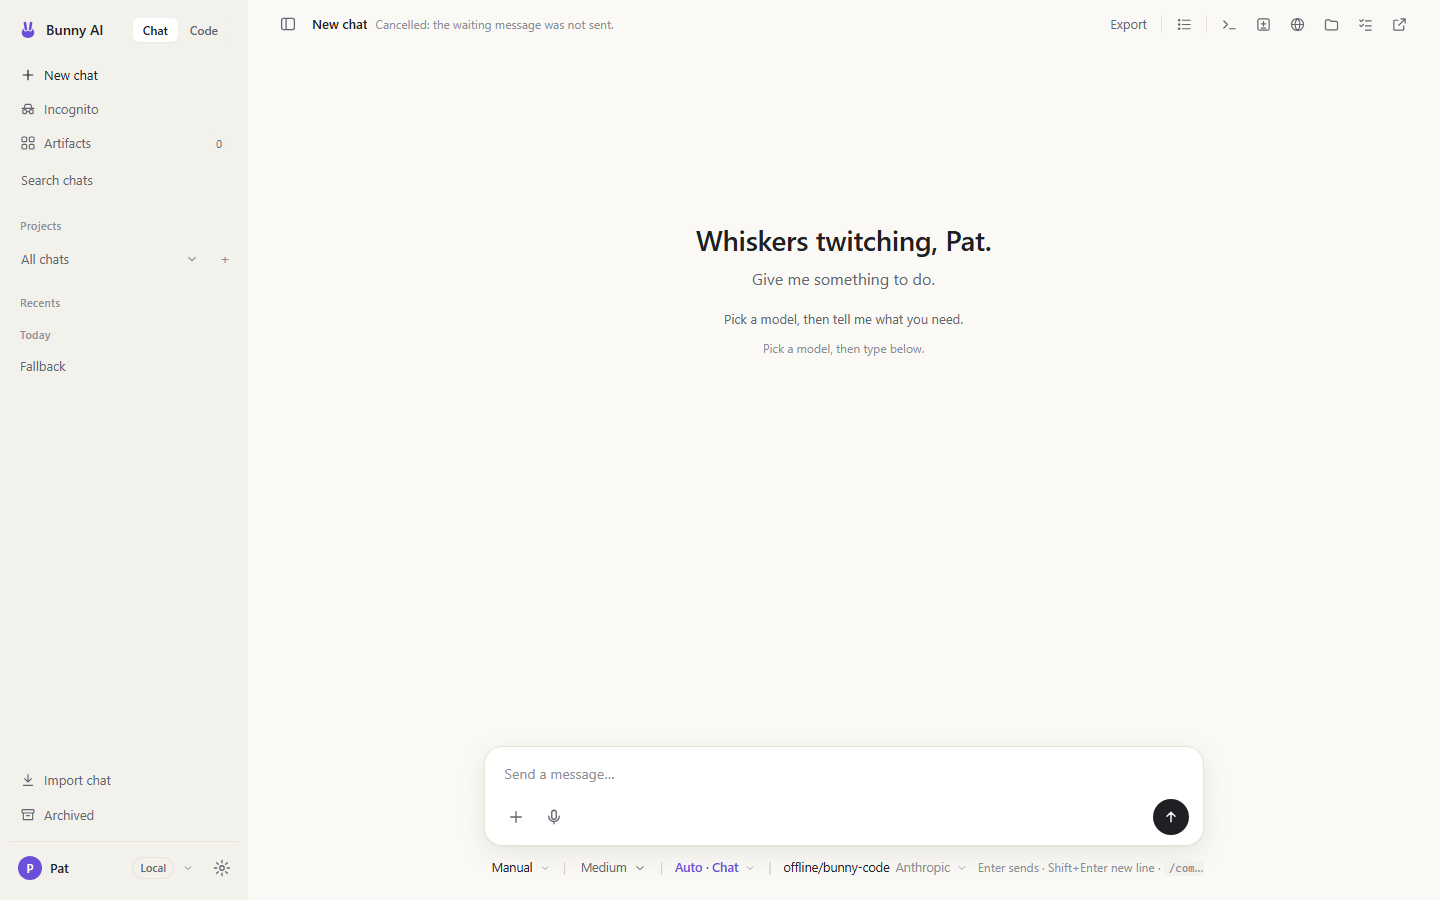 Bunny AI
Chat
Code
New chat
Incognito
Artifacts
0
Search chats
Projects
All chats
+
Recents
Today
Fallback
Import chat
Archived
P
Pat
Local
New chat
Cancelled: the waiting message was not sent.
Export
Whiskers twitching, Pat.
Give me something to do.
Pick a model, then tell me what you need.
Pick a model, then type below.
Send a message...
Manual
Medium
Auto · Chat
offline/bunny-code Anthropic
Enter sends · Shift+Enter new line · /com…